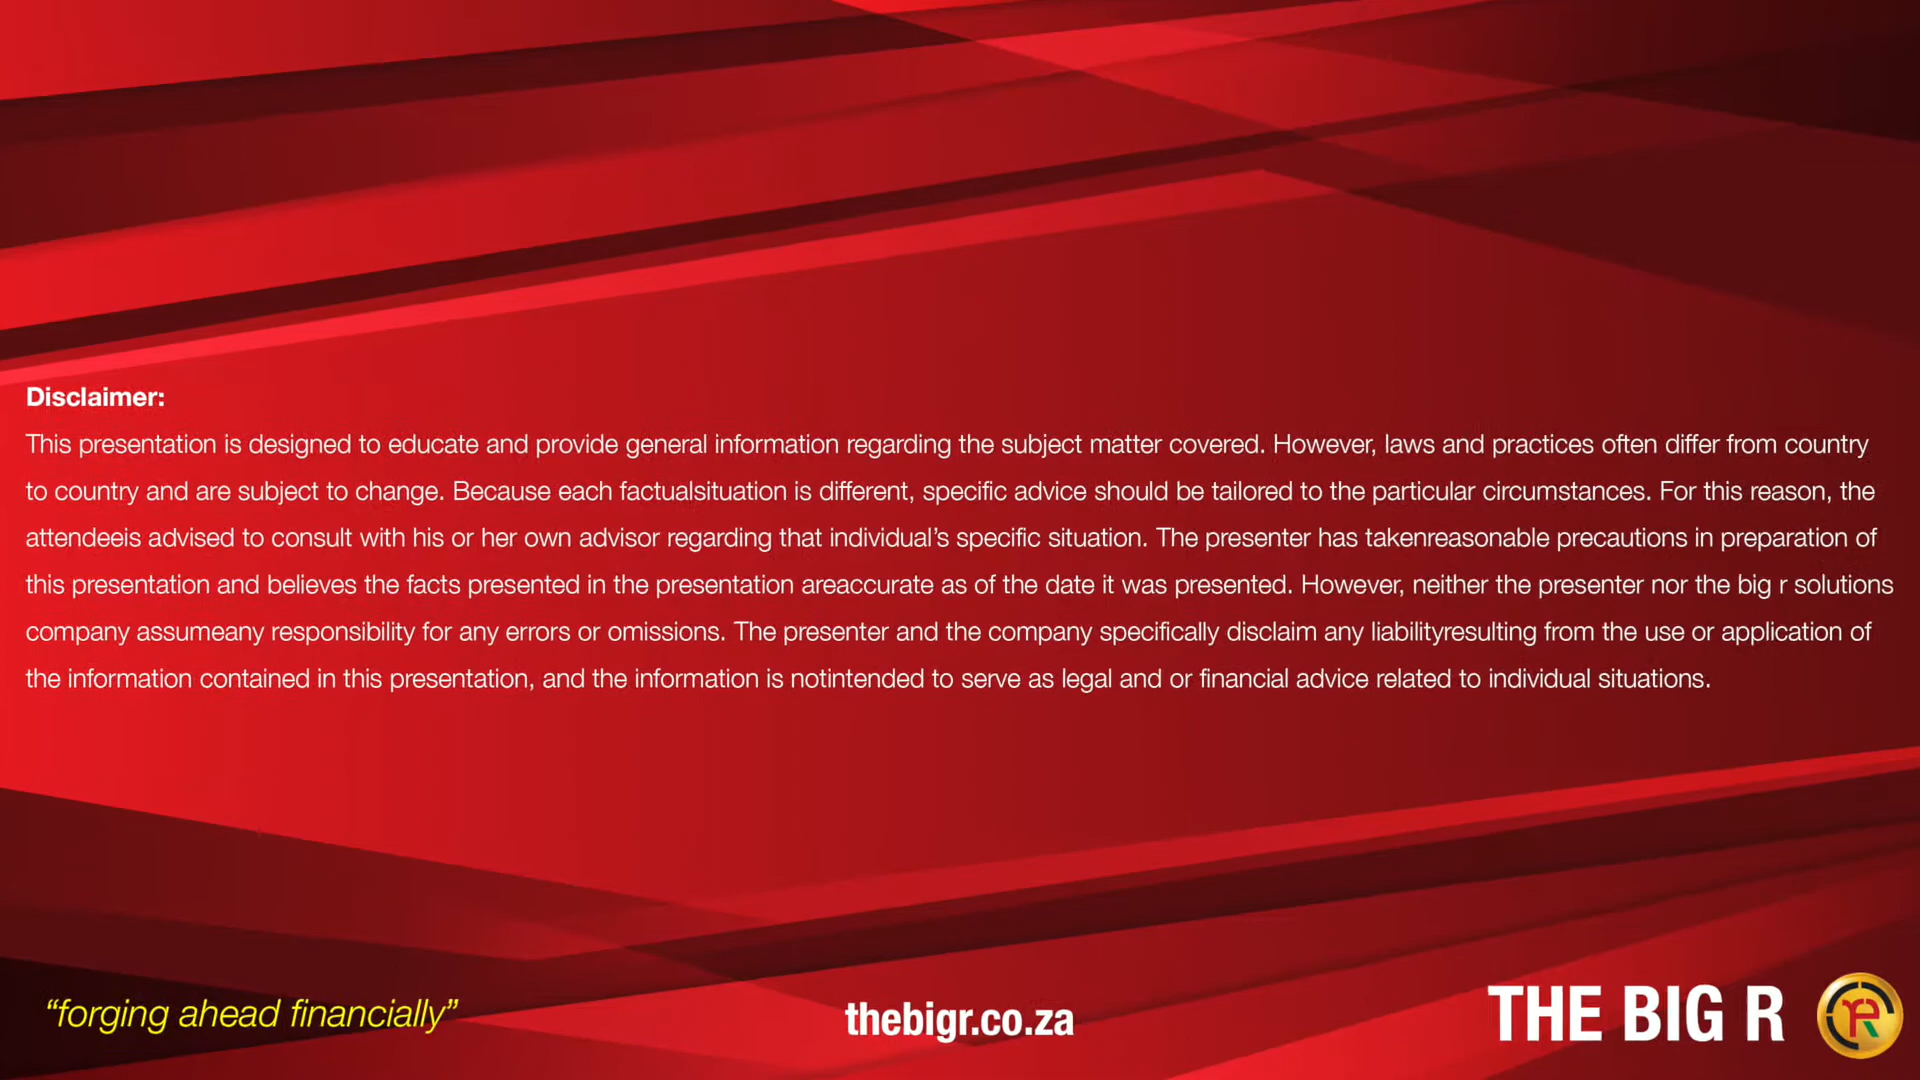 Disclaimer:
This presentation is designed to educate and provide general information regarding the subject matter covered. However, laws and practices often differ from country
to country and are subject to change. Because each factualsituation is different, specific advice should be tailored to the particular circumstances. For this reason, the
attendeeis advised to consult with his or her own advisor regarding that individual’s specific situation. The presenter has takenreasonable precautions in preparation of
this presentation and believes the facts presented in the presentation areaccurate as of the date it was presented. However, neither the presenter nor the big r solutions
company assumeany responsibility for any errors or omissions. The presenter and the company specifically disclaim any liabilityresulting from the use or application of
the information contained in this presentation, and the information is notintended to serve as legal and or financial advice related to individual situations.
“forging ahead financially”
thebigr.co.za
THE BIG R